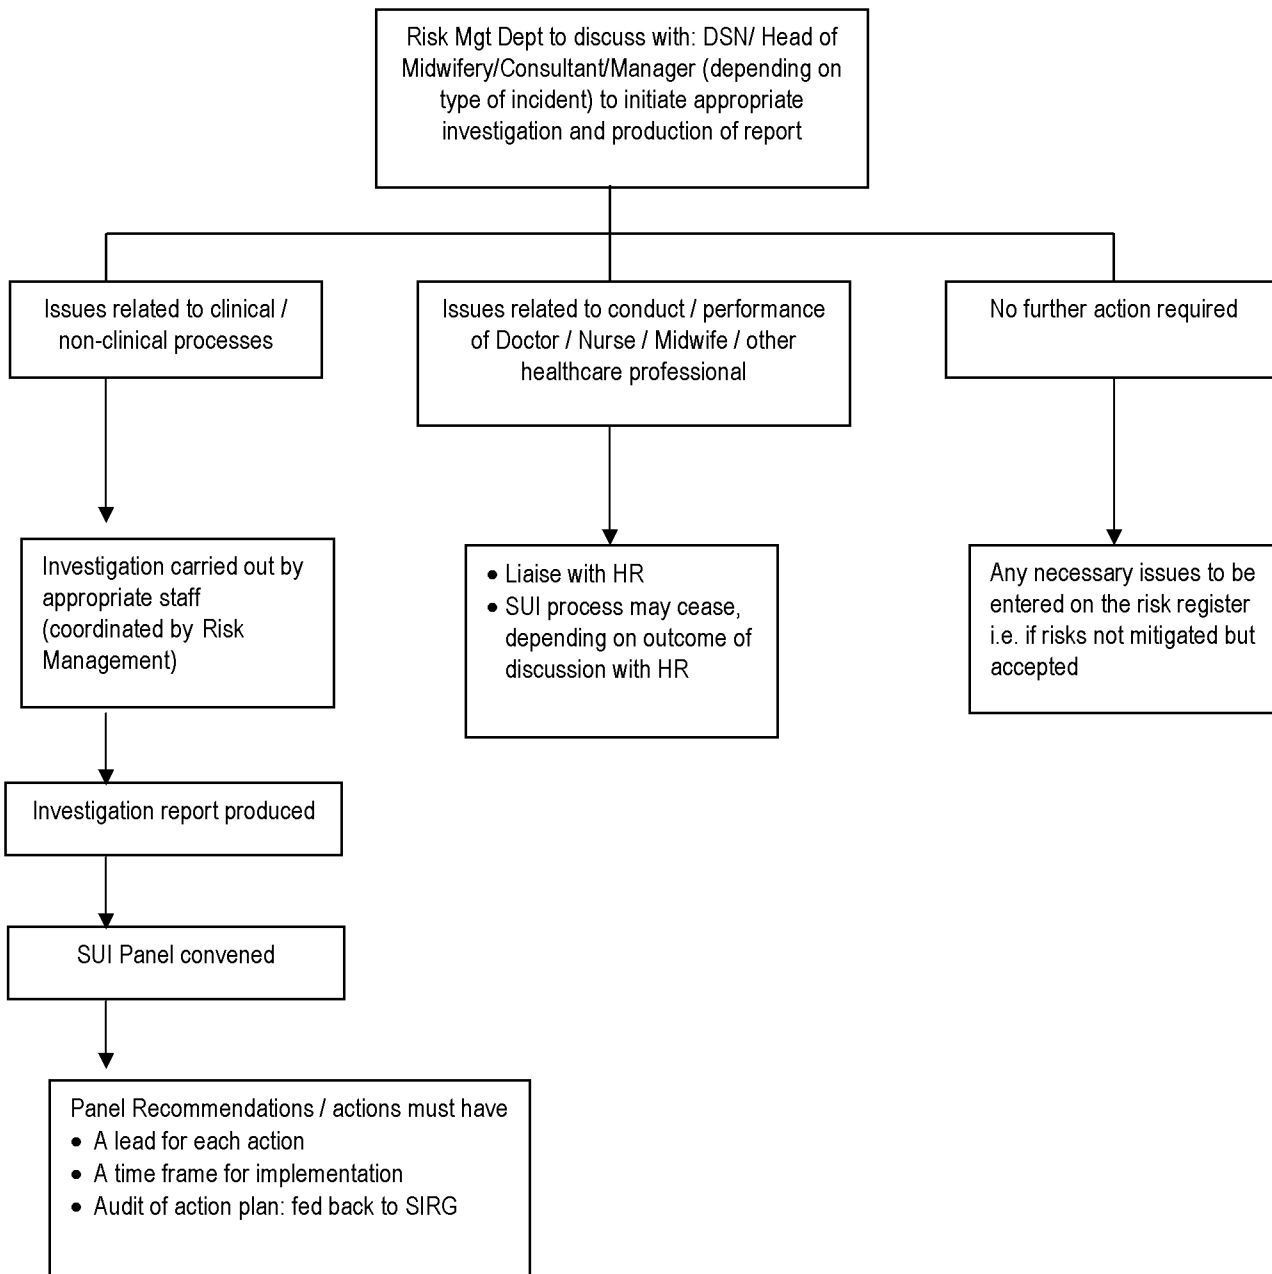 Risk Mgt Dept to discuss with: DSN/ Head of
Midwifery/Consultant/Manager (depending on
type of incident) to initiate appropriate
investigation and production of report
Issues related to clinical /
non-clinical processes
Issues related to conduct / performance
of Doctor / Nurse / Midwife / other
healthcare professional
No further action required
Investigation carried out by
appropriate staff
(coordinated by Risk
Management)
• Liaise with HR
• SUI process may cease,
depending on outcome of
discussion with HR
Any necessary issues to be
entered on the risk register
i.e. if risks not mitigated but
accepted
Investigation report produced
SUI Panel convened
Panel Recommendations / actions must have
• A lead for each action
• A time frame for implementation
• Audit of action plan: fed back to SIRG